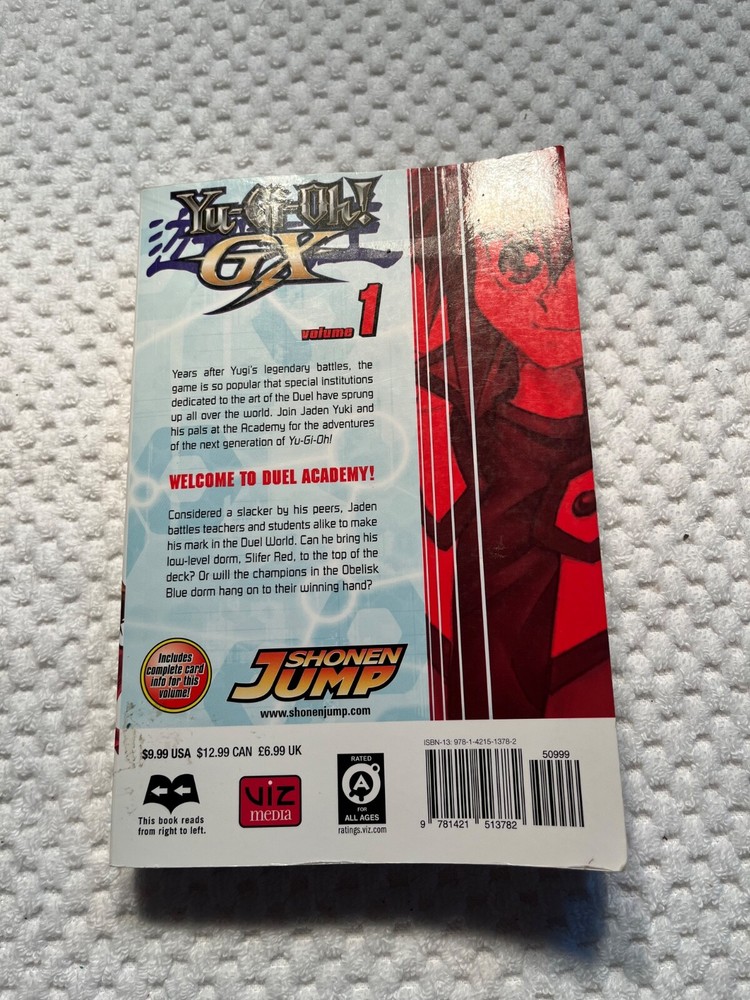 Yu-Gi-Oh!
GX
volume 1
Years after Yugi's legendary battles, the
game is so popular that special institutions
dedicated to the art of the Duel have sprung
up all over the world. Join Jaden Yuki and
his pals at the Academy for the adventures
of the next generation of Yu-Gi-Oh!
WELCOME TO DUEL ACADEMY!
Considered a slacker by his peers, Jaden
battles teachers and students alike to make
his mark in the Duel World. Can he bring his
low-level dorm, Slifer Red, to the top of the
deck? Or will the champions in the Obelisk
Blue dorm hang on to their winning hand?
Includes
complete card
info for this
volume!
SHONEN
JUMP
www.shonenjump.com
$9.99 USA $12.99 CAN £6.99 UK
This book reads
from right to left.
VIZ
MEDIA
RATED
A
FOR
ALL AGES
ratings.viz.com
ISBN-13: 978-1-4215-1378-2
50999
9 781421 513782